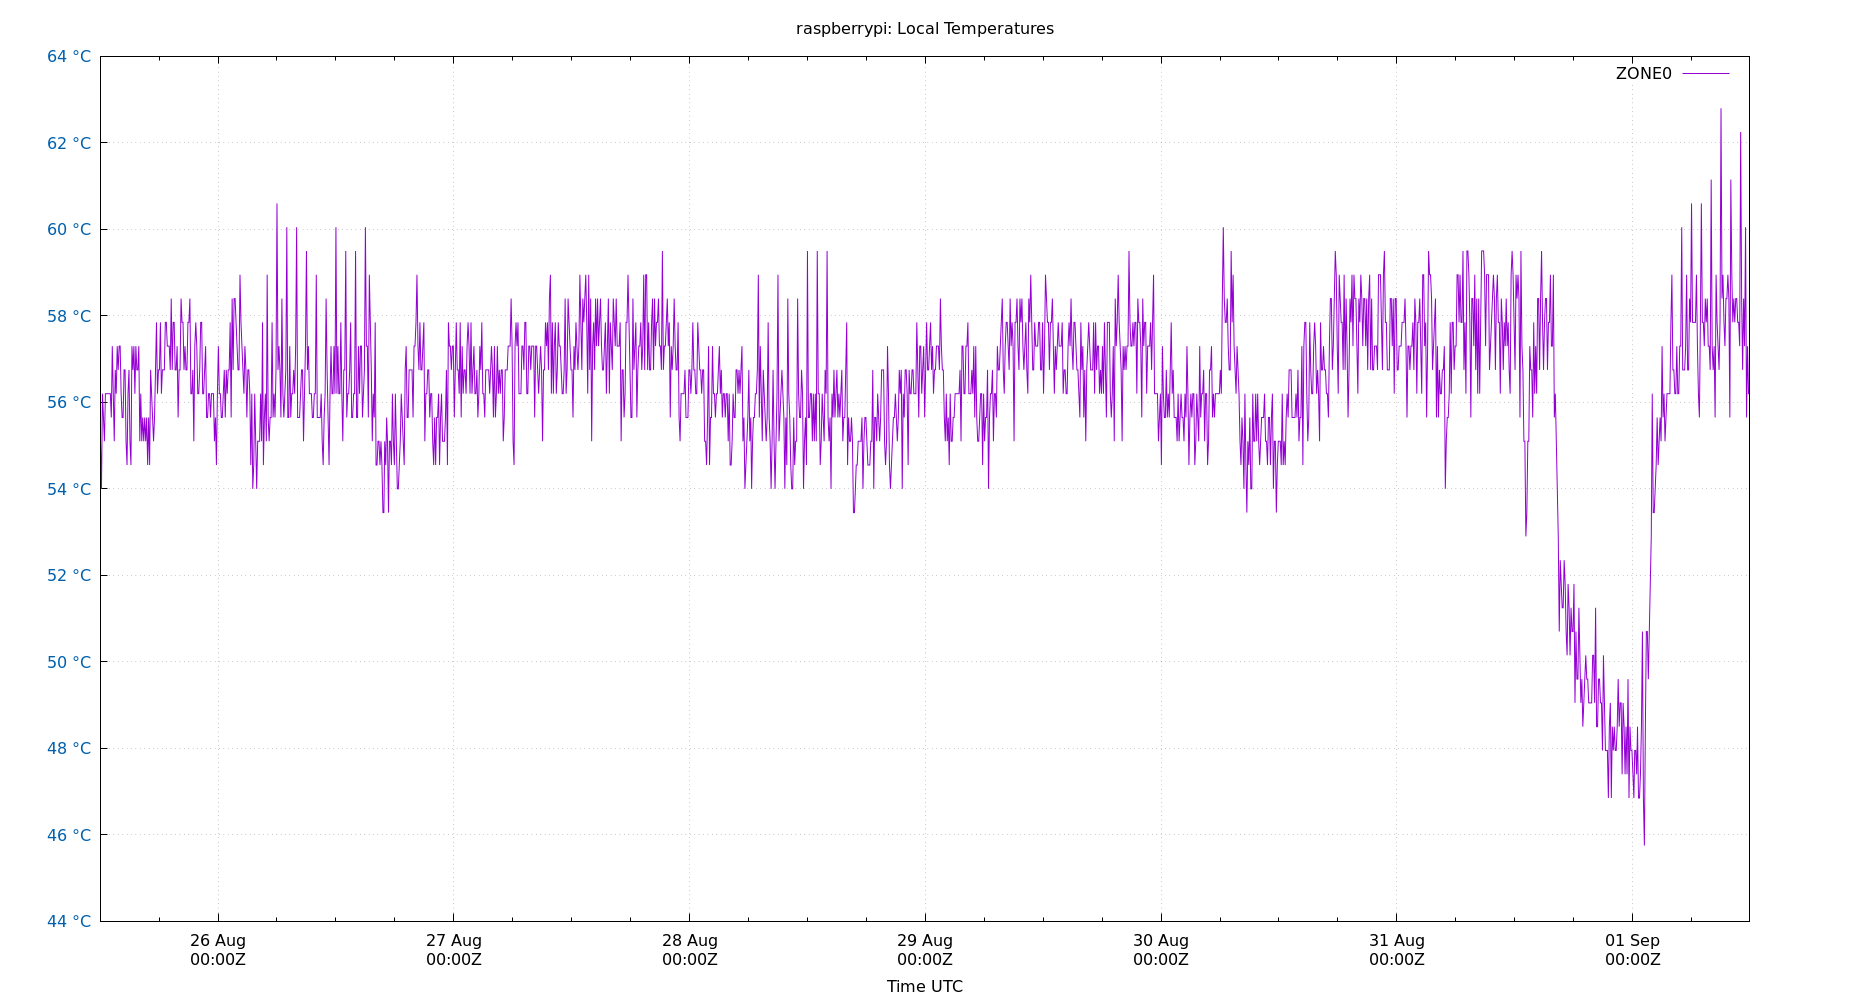 raspberrypi: Local Temperatures
64 °C
62 °C
60 °C
58 °C
56 °C
54 °C
52 °C
50 °C
48 °C
46 °C
44 °C
ZONE0
26 Aug
00:00Z
27 Aug
00:00Z
28 Aug
00:00Z
29 Aug
00:00Z
30 Aug
00:00Z
31 Aug
00:00Z
01 Sep
00:00Z
Time UTC